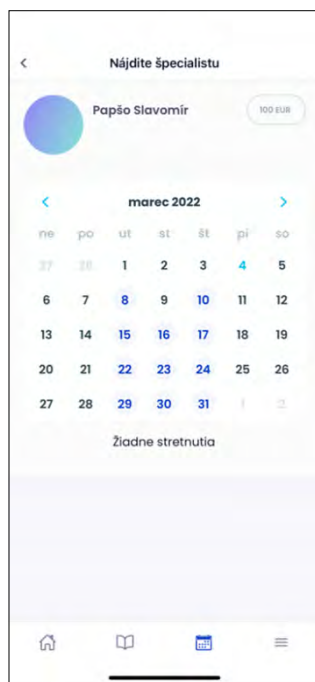 Nájdite špecialistu
Papšo Slavomír
100 EUR
marec 2022
ne po ut st št pi so
27 28 1 2 3 4 5
6 7 8 9 10 11 12
13 14 15 16 17 18 19
20 21 22 23 24 25 26
27 28 29 30 31 1 2
Žiadne stretnutia